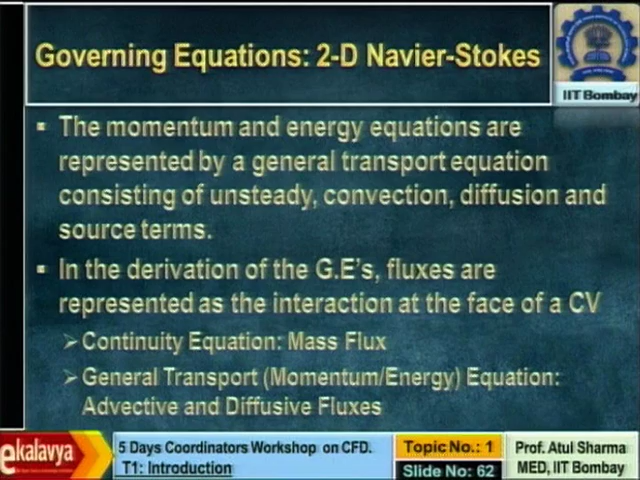 Governing Equations: 2-D Navier-Stokes
IIT Bombay
▪ The momentum and energy equations are
represented by a general transport equation
consisting of unsteady, convection, diffusion and
source terms.
▪ In the derivation of the G.E's, fluxes are
represented as the interaction at the face of a CV
➢ Continuity Equation: Mass Flux
➢ General Transport (Momentum/Energy) Equation:
Advective and Diffusive Fluxes
ekalavya
5 Days Coordinators Workshop on CFD.
T1: Introduction
Topic No.: 1
Slide No: 62
Prof. Atul Sharma
MED, IIT Bombay